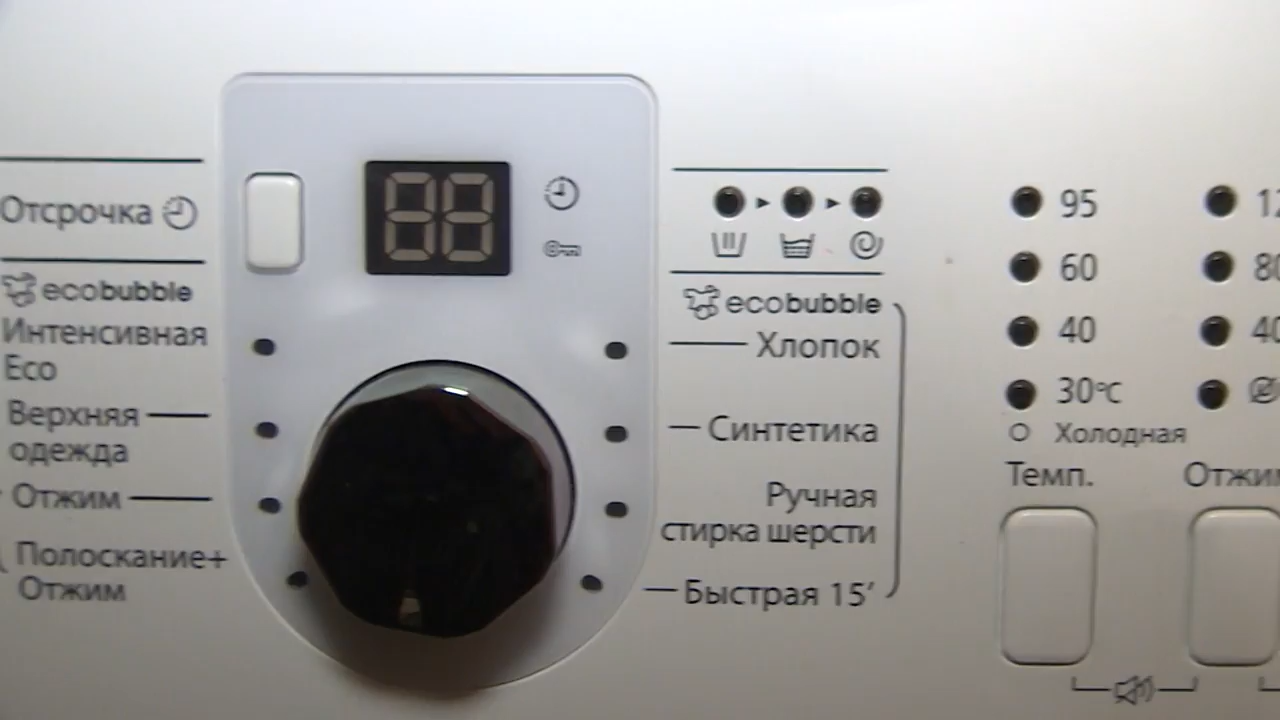 Отсрочка
ecobubble
Интенсивная
Eco
Верхняя
одежда
Отжим
Полоскание+
Отжим
88
ecobubble
Хлопок
Синтетика
Ручная
стирка шерсти
Быстрая 15'
95
60
40
30°C
Холодная
Темп.